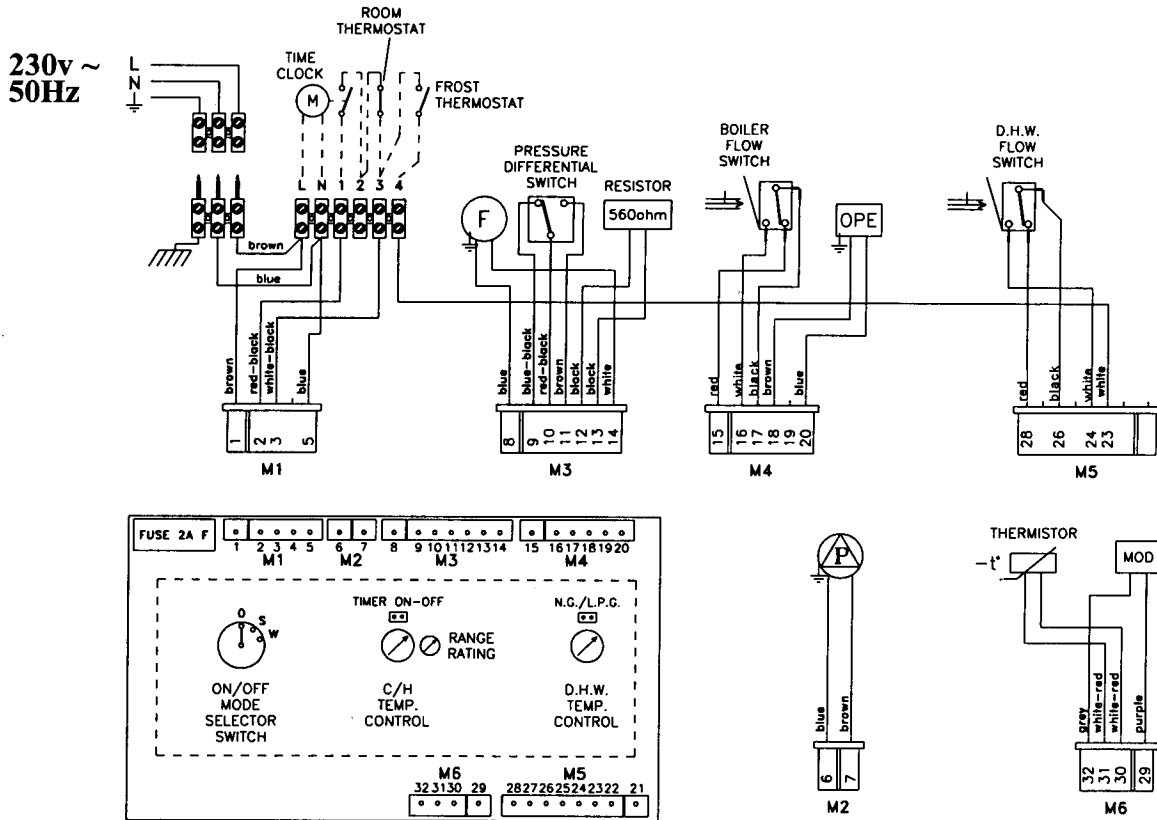 230v ~
50Hz
L
N
ROOM
THERMOSTAT
TIME
CLOCK
M
FROST
THERMOSTAT
L N 1 2 3 4
brown
blue
brown
red-black
white-black
blue
1 2 3 5
M1
PRESSURE
DIFFERENTIAL
SWITCH
RESISTOR
560ohm
F
blue
blue-black
red-black
brown
black
black
white
8 9 10 11 12 13 14
M3
BOILER
FLOW
SWITCH
OPE
red
white
black
brown
blue
15 16 17 18 19 20
M4
D.H.W.
FLOW
SWITCH
red
black
white
white
28 26 24 23
M5
FUSE 2A F
1 2 3 4 5 6 7 8 9 10 11 12 13 14 15 16 17 18 19 20
M1 M2 M3 M4
O
S
W
ON/OFF
MODE
SELECTOR
SWITCH
TIMER ON-OFF
RANGE
RATING
C/H
TEMP.
CONTROL
N.G./L.P.G.
D.H.W.
TEMP.
CONTROL
M6 M5
32 31 30 29 28 27 26 25 24 23 22 21
P
blue
brown
6 7
M2
THERMISTOR
-t°
MOD
grey
white-red
white-red
purple
32 31 30 29
M6